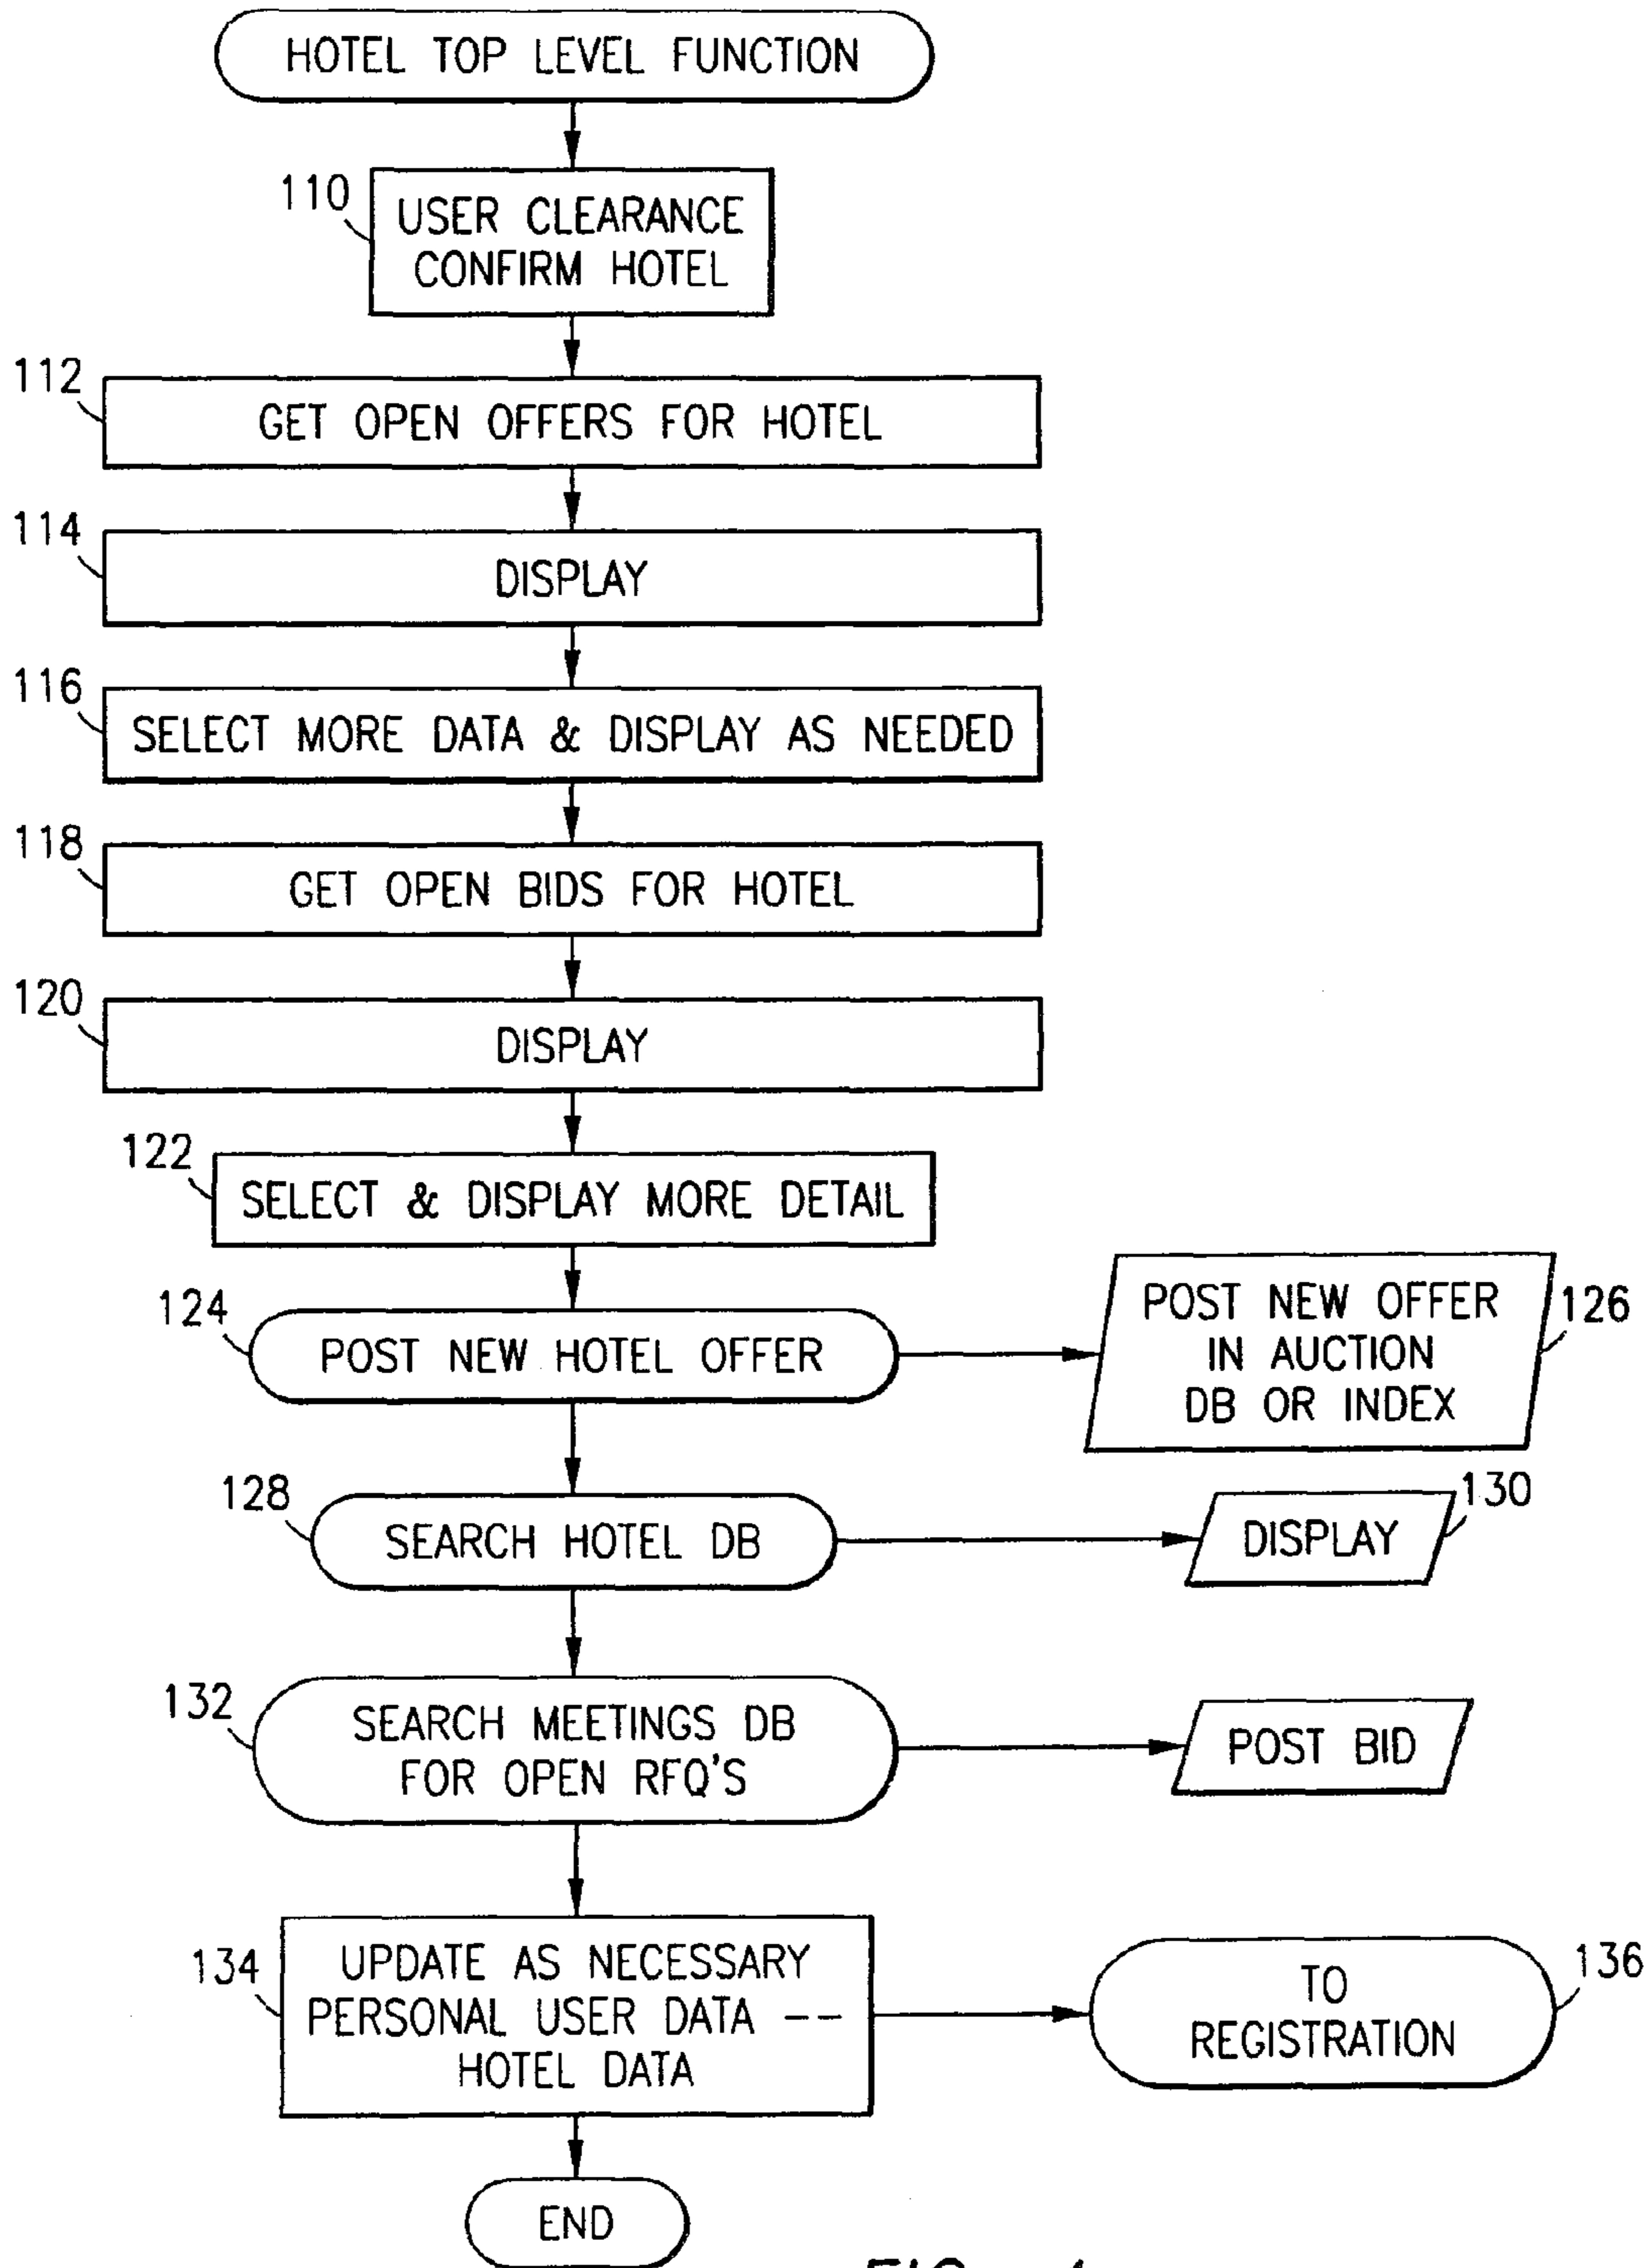 HOTEL TOP LEVEL FUNCTION
110
USER CLEARANCE
CONFIRM HOTEL
112
GET OPEN OFFERS FOR HOTEL
114
DISPLAY
116
SELECT MORE DATA & DISPLAY AS NEEDED
118
GET OPEN BIDS FOR HOTEL
120
DISPLAY
122
SELECT & DISPLAY MORE DETAIL
124
POST NEW HOTEL OFFER
POST NEW OFFER
IN AUCTION
DB OR INDEX
126
128
SEARCH HOTEL DB
DISPLAY
130
132
SEARCH MEETINGS DB
FOR OPEN RFQ'S
POST BID
134
UPDATE AS NECESSARY
PERSONAL USER DATA --
HOTEL DATA
TO
REGISTRATION
136
END